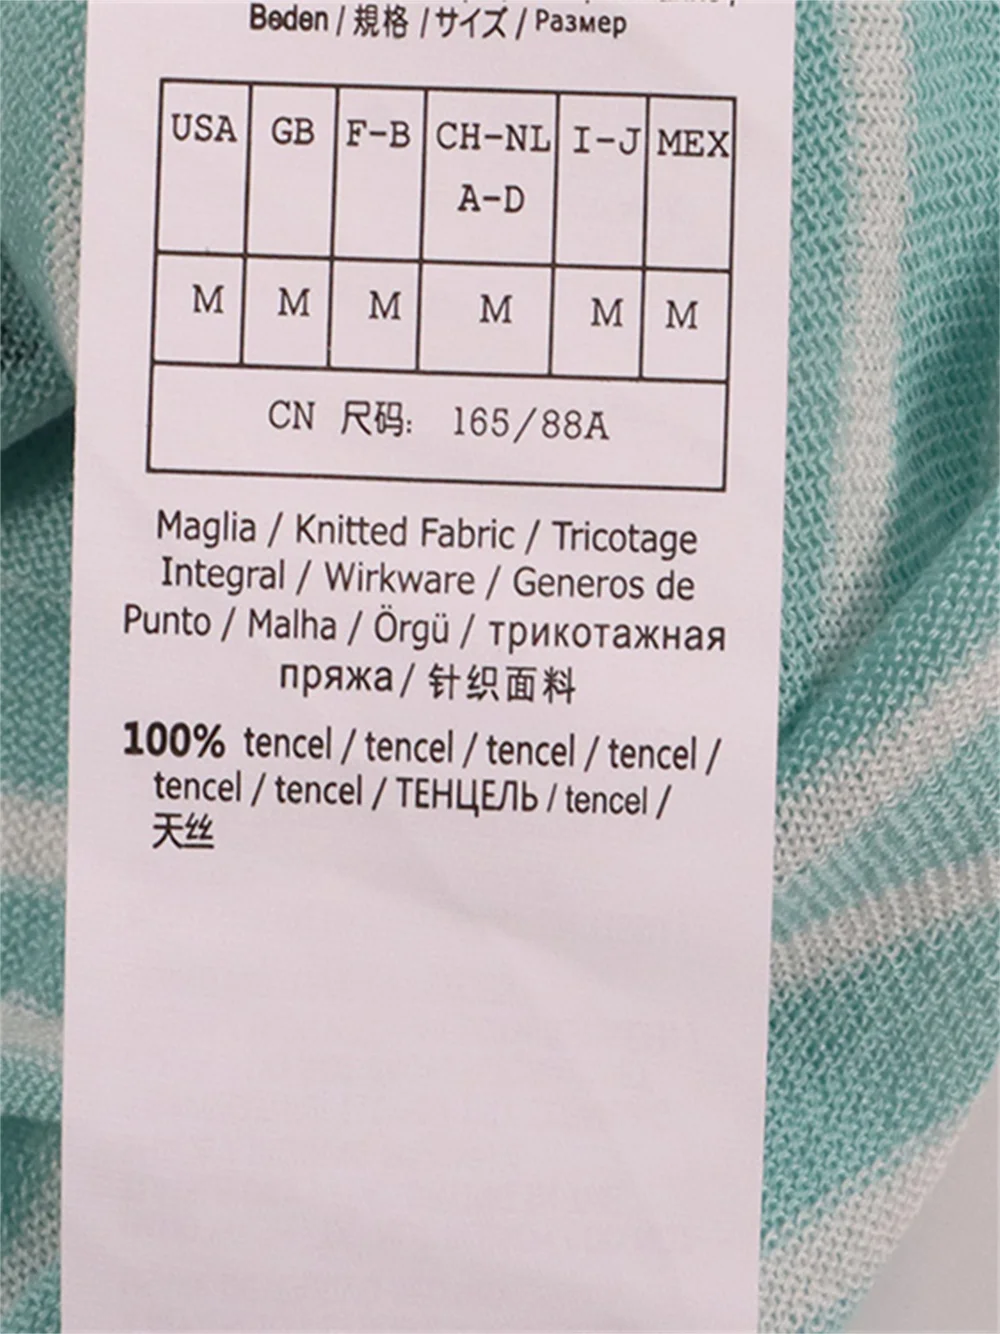 Beden / 規格 / サイズ / Размер
USA GB F-B CH-NL I-J MEX
A-D
M M M M M M
CN 尺码: 165/88A
Maglia / Knitted Fabric / Tricotage
Integral / Wirkware / Generos de
Punto / Malha / Örgü / трикотажная
пряжа / 针织面料
100% tencel / tencel / tencel / tencel /
tencel / tencel / ТЕНЦЕЛЬ / tencel /
天丝